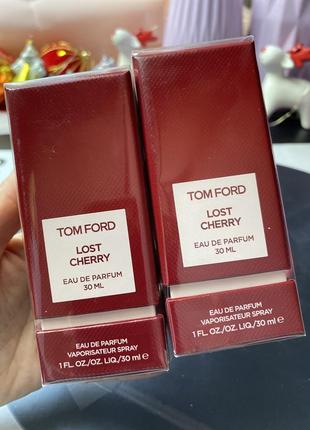 TOM FORD
LOST
CHERRY
EAU DE PARFUM
30 ML
EAU DE PARFUM
VAPORISATEUR SPRAY
1 FL.OZ./OZ. LIQ./30 ml ℮
TOM FORD
LOST
CHERRY
EAU DE PARFUM
30 ML
EAU DE PARFUM
VAPORISATEUR SPRAY
1 FL.OZ./OZ. LIQ./30 ml ℮